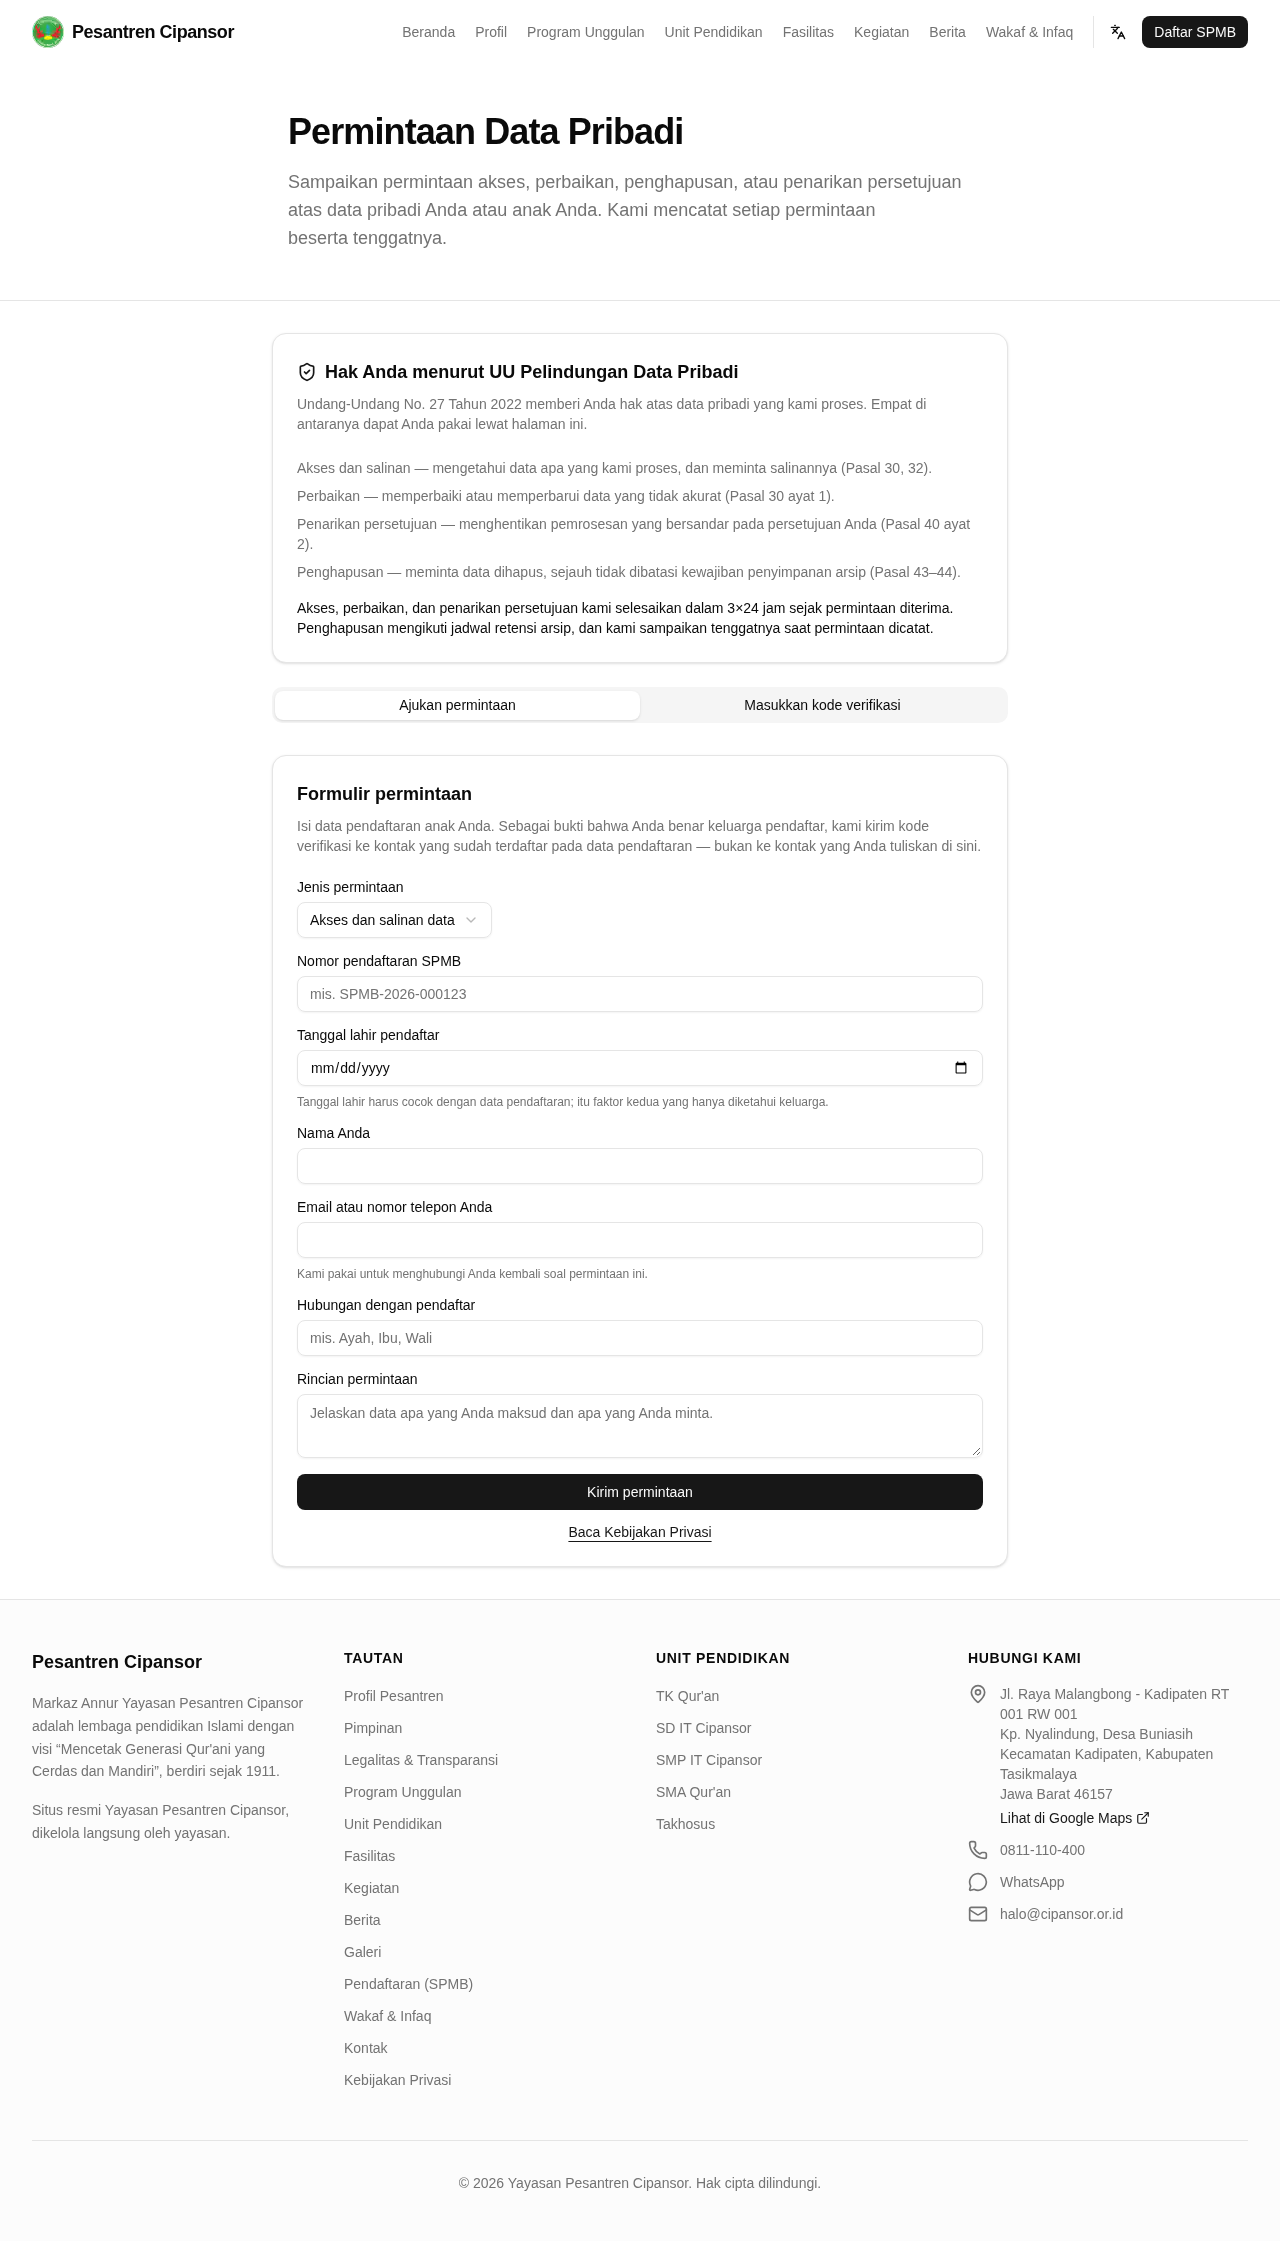 Pesantren Cipansor
Beranda
Profil
Program Unggulan
Unit Pendidikan
Fasilitas
Kegiatan
Berita
Wakaf & Infaq
Daftar SPMB
Permintaan Data Pribadi
Sampaikan permintaan akses, perbaikan, penghapusan, atau penarikan persetujuan
atas data pribadi Anda atau anak Anda. Kami mencatat setiap permintaan
beserta tenggatnya.
Hak Anda menurut UU Pelindungan Data Pribadi
Undang-Undang No. 27 Tahun 2022 memberi Anda hak atas data pribadi yang kami proses. Empat di
antaranya dapat Anda pakai lewat halaman ini.
Akses dan salinan — mengetahui data apa yang kami proses, dan meminta salinannya (Pasal 30, 32).
Perbaikan — memperbaiki atau memperbarui data yang tidak akurat (Pasal 30 ayat 1).
Penarikan persetujuan — menghentikan pemrosesan yang bersandar pada persetujuan Anda (Pasal 40 ayat
2).
Penghapusan — meminta data dihapus, sejauh tidak dibatasi kewajiban penyimpanan arsip (Pasal 43–44).
Akses, perbaikan, dan penarikan persetujuan kami selesaikan dalam 3×24 jam sejak permintaan diterima.
Penghapusan mengikuti jadwal retensi arsip, dan kami sampaikan tenggatnya saat permintaan dicatat.
Ajukan permintaan
Masukkan kode verifikasi
Formulir permintaan
Isi data pendaftaran anak Anda. Sebagai bukti bahwa Anda benar keluarga pendaftar, kami kirim kode
verifikasi ke kontak yang sudah terdaftar pada data pendaftaran — bukan ke kontak yang Anda tuliskan di sini.
Jenis permintaan
Akses dan salinan data
Nomor pendaftaran SPMB
mis. SPMB-2026-000123
Tanggal lahir pendaftar
mm/dd/yyyy
Tanggal lahir harus cocok dengan data pendaftaran; itu faktor kedua yang hanya diketahui keluarga.
Nama Anda
Email atau nomor telepon Anda
Kami pakai untuk menghubungi Anda kembali soal permintaan ini.
Hubungan dengan pendaftar
mis. Ayah, Ibu, Wali
Rincian permintaan
Jelaskan data apa yang Anda maksud dan apa yang Anda minta.
Kirim permintaan
Baca Kebijakan Privasi
Pesantren Cipansor
Markaz Annur Yayasan Pesantren Cipansor
adalah lembaga pendidikan Islami dengan
visi “Mencetak Generasi Qur'ani yang
Cerdas dan Mandiri”, berdiri sejak 1911.
Situs resmi Yayasan Pesantren Cipansor,
dikelola langsung oleh yayasan.
TAUTAN
Profil Pesantren
Pimpinan
Legalitas & Transparansi
Program Unggulan
Unit Pendidikan
Fasilitas
Kegiatan
Berita
Galeri
Pendaftaran (SPMB)
Wakaf & Infaq
Kontak
Kebijakan Privasi
UNIT PENDIDIKAN
TK Qur'an
SD IT Cipansor
SMP IT Cipansor
SMA Qur'an
Takhosus
HUBUNGI KAMI
Jl. Raya Malangbong - Kadipaten RT
001 RW 001
Kp. Nyalindung, Desa Buniasih
Kecamatan Kadipaten, Kabupaten
Tasikmalaya
Jawa Barat 46157
Lihat di Google Maps
0811-110-400
WhatsApp
halo@cipansor.or.id
© 2026 Yayasan Pesantren Cipansor. Hak cipta dilindungi.